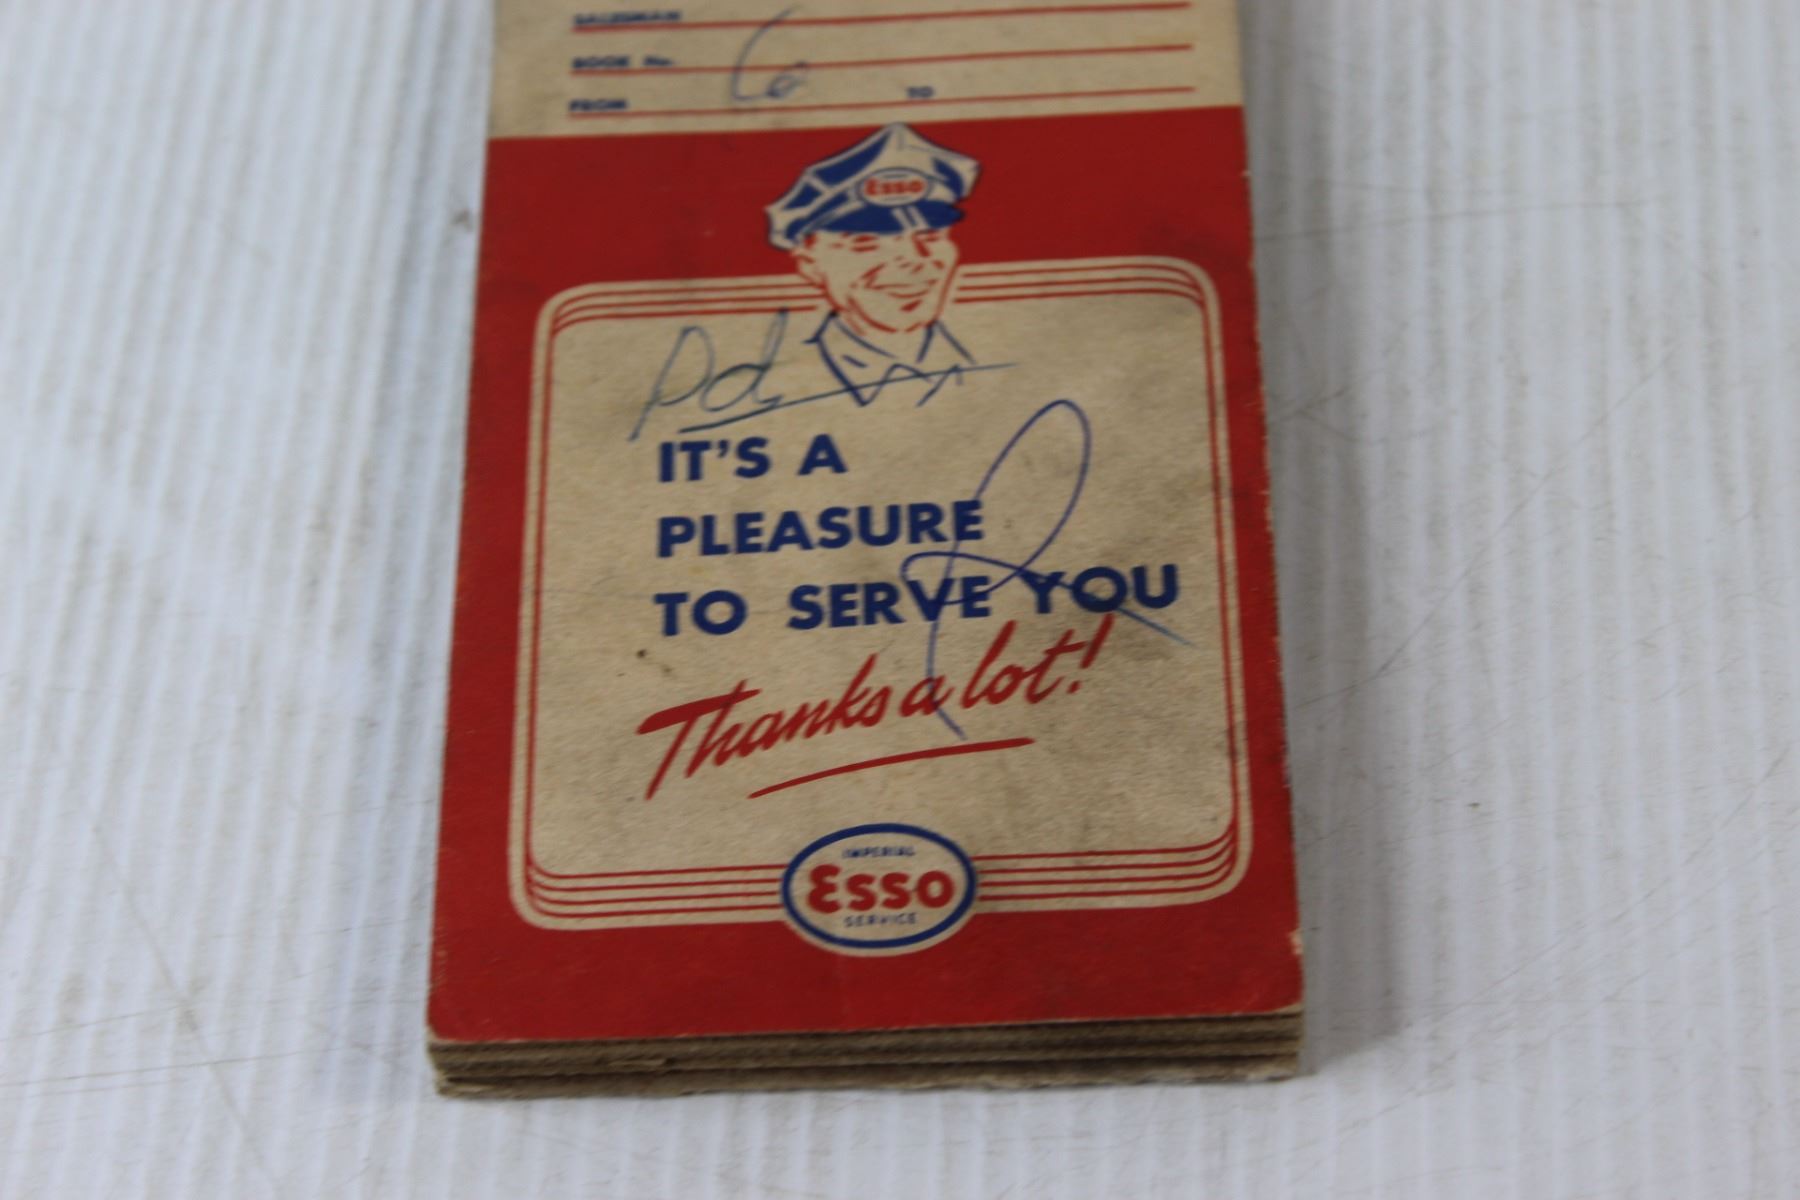 SALESMAN
BOOK No. 6
FROM TO
Esso
Pd
IT'S A
PLEASURE
TO SERVE YOU
Thanks a lot!
IMPERIAL
Esso
SERVICE